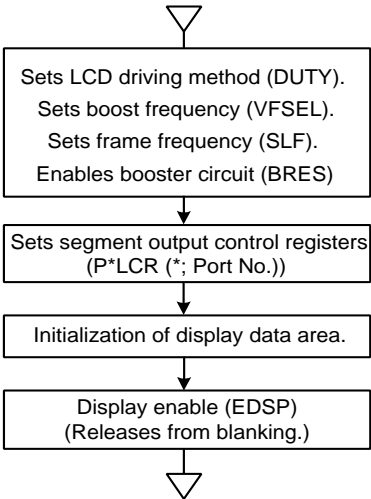 Sets LCD driving method (DUTY).
Sets boost frequency (VFSEL).
Sets frame frequency (SLF).
Enables booster circuit (BRES)
Sets segment output control registers
(P*LCR (*; Port No.))
Initialization of display data area.
Display enable (EDSP)
(Releases from blanking.)